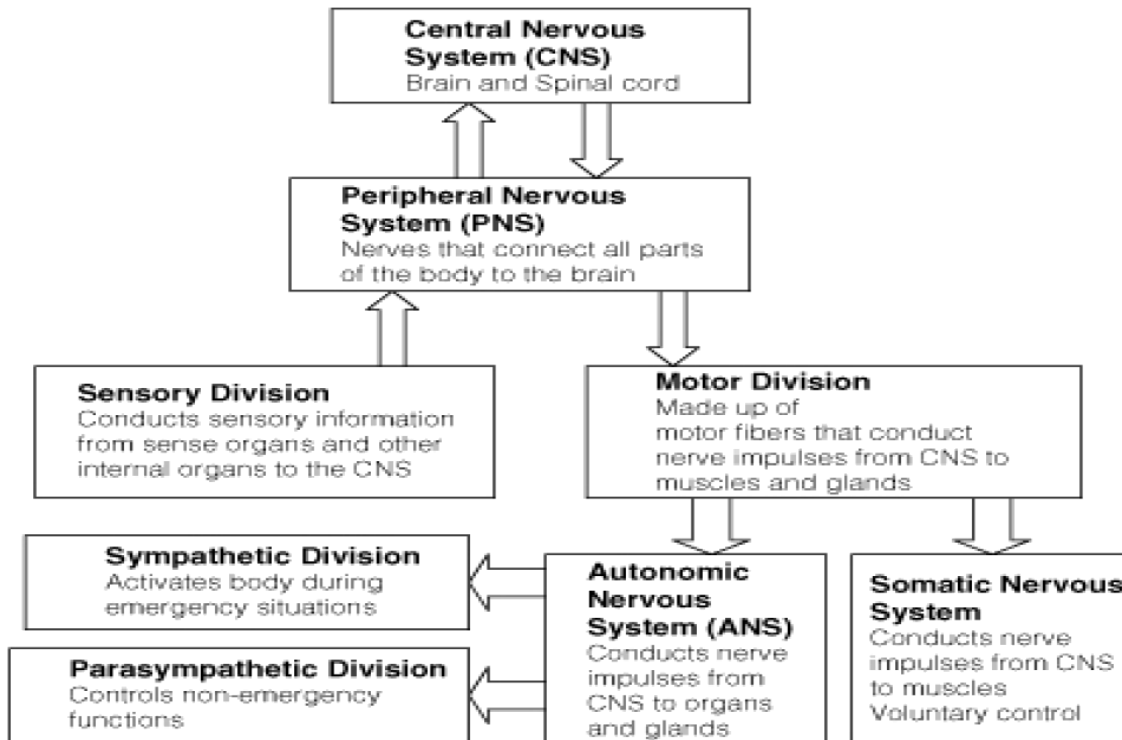 Central Nervous
System (CNS)
Brain and Spinal cord
Peripheral Nervous
System (PNS)
Nerves that connect all parts
of the body to the brain
Sensory Division
Conducts sensory information
from sense organs and other
internal organs to the CNS
Motor Division
Made up of
motor fibers that conduct
nerve impulses from CNS to
muscles and glands
Sympathetic Division
Activates body during
emergency situations
Parasympathetic Division
Controls non-emergency
functions
Autonomic
Nervous
System (ANS)
Conducts nerve
impulses from
CNS to organs
and glands
Somatic Nervous
System
Conducts nerve
impulses from CNS
to muscles
Voluntary control